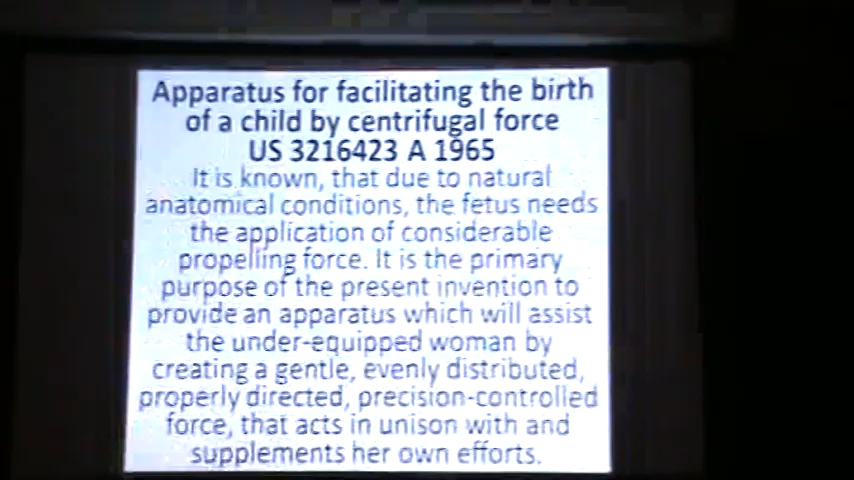 Apparatus for facilitating the birth
of a child by centrifugal force
US 3216423 A 1965
It is known, that due to natural
anatomical conditions, the fetus needs
the application of considerable
propelling force. It is the primary
purpose of the present invention to
provide an apparatus which will assist
the under-equipped woman by
creating a gentle, evenly distributed,
properly directed, precision-controlled
force, that acts in unison with and
supplements her own efforts.